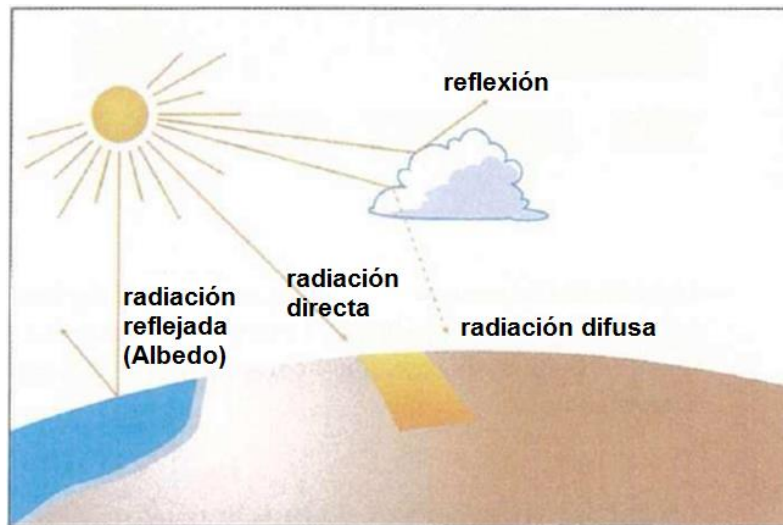 reflexión
radiación
directa
radiación
reflejada
(Albedo)
radiación difusa